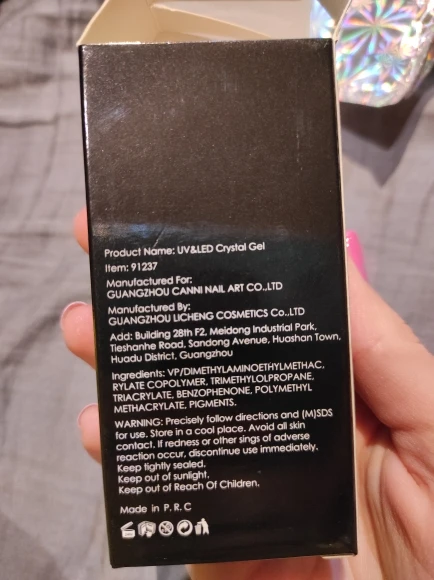 Product Name: UV&LED Crystal Gel
Item: 91237
Manufactured For:
GUANGZHOU CANNI NAIL ART CO.,LTD
Manufactured By:
GUANGZHOU LICHENG COSMETICS Co.,LTD
Add: Building 28th F2, Meidong Industrial Park,
Tieshanhe Road, Sandong Avenue, Huashan Town,
Huadu District, Guangzhou
Ingredients: VP/DIMETHYLAMINOETHYLMETHAC,
RYLATE COPOLYMER, TRIMETHYLOLPROPANE,
TRIACRYLATE, BENZOPHENONE, POLYMETHYL
METHACRYLATE, PIGMENTS.
WARNING: Precisely follow directions and (M)SDS
for use. Store in a cool place. Avoid all skin
contact. If redness or other sings of adverse
reaction occur, discontinue use immediately.
Keep tightly sealed.
Keep out of sunlight.
Keep out of Reach Of Children.
Made in P. R. C